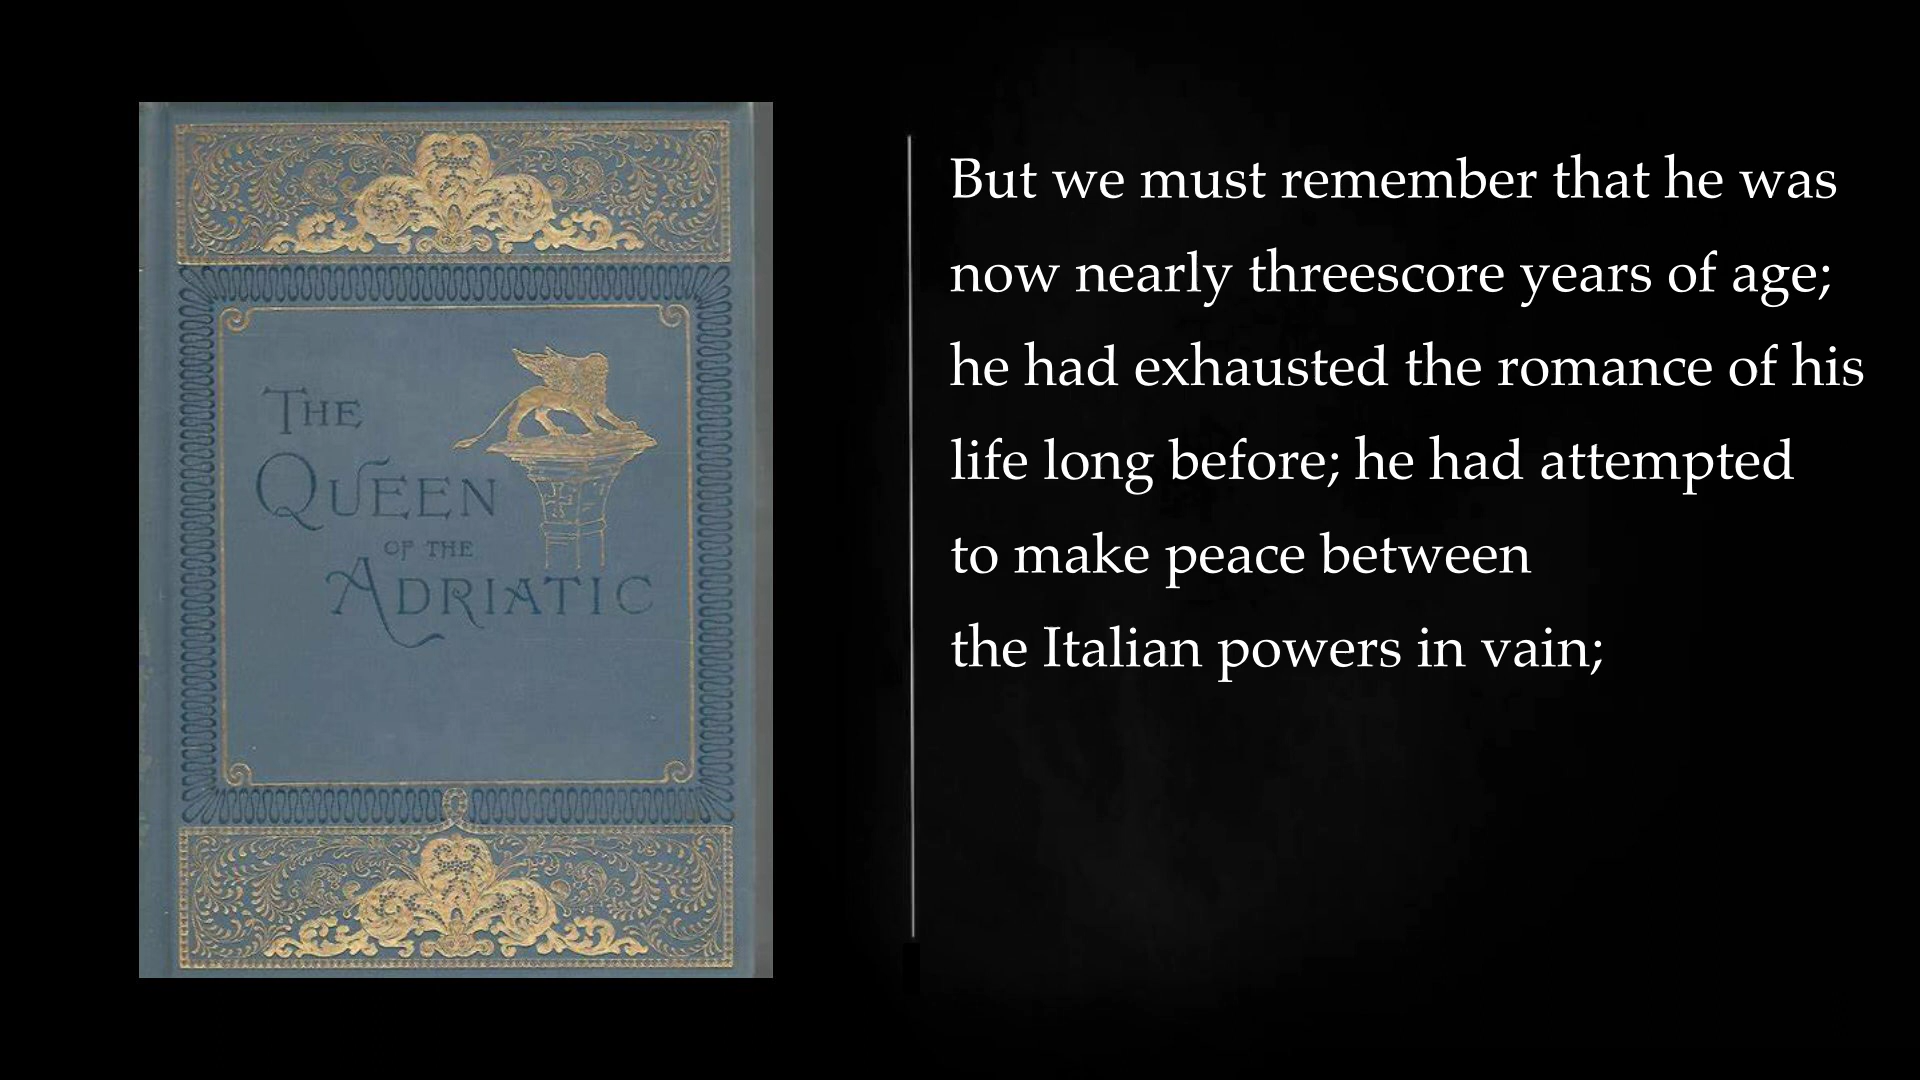 THE
QUEEN
OF THE
ADRIATIC
But we must remember that he was
now nearly threescore years of age;
he had exhausted the romance of his
life long before; he had attempted
to make peace between
the Italian powers in vain;